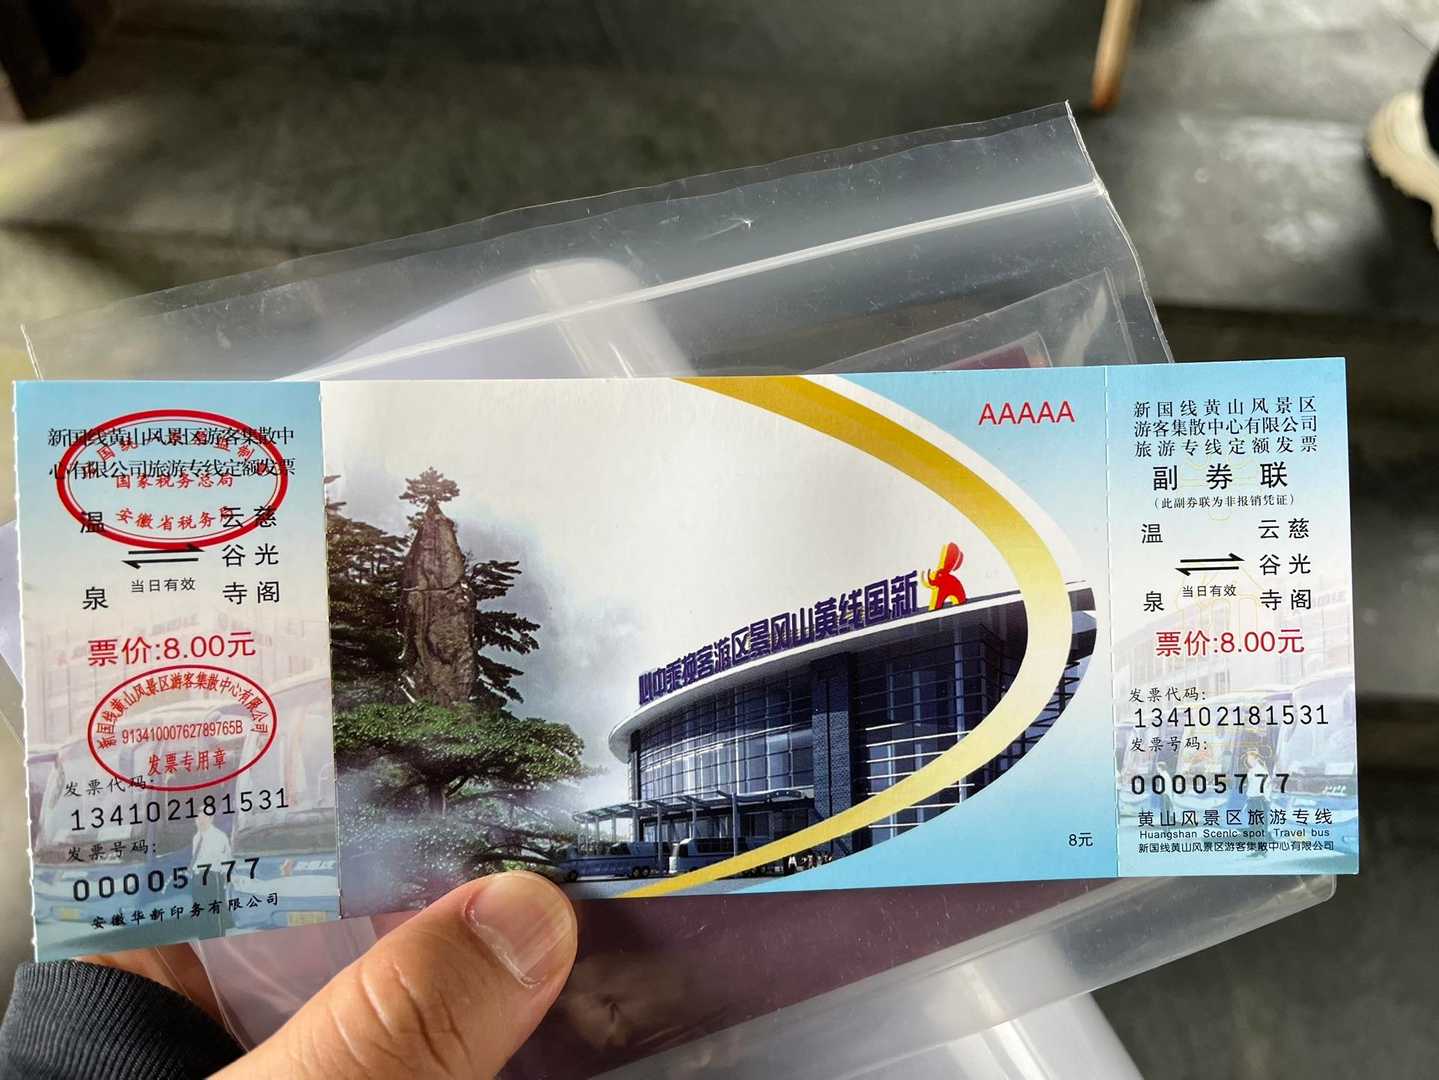 新国线黄山风景区游客集散中
心有限公司旅游专线定额发票
国家税务总局
安徽省税务局
温泉
云谷寺
慈光阁
当日有效
票价:8.00元
新国线黄山风景区游客集散中心有限公司
91341000762789765B
发票专用章
发票代码:
134102181531
发票号码:
00005777
安徽华新印务有限公司
AAAAA
心中散集客游区景风山黄线国新
8元
新国线黄山风景区
游客集散中心有限公司
旅游专线定额发票
副券联
(此副券联为非报销凭证)
温泉
云谷寺
慈光阁
当日有效
票价:8.00元
发票代码:
134102181531
发票号码:
00005777
黄山风景区旅游专线
Huangshan Scenic spot Travel bus
新国线黄山风景区游客集散中心有限公司